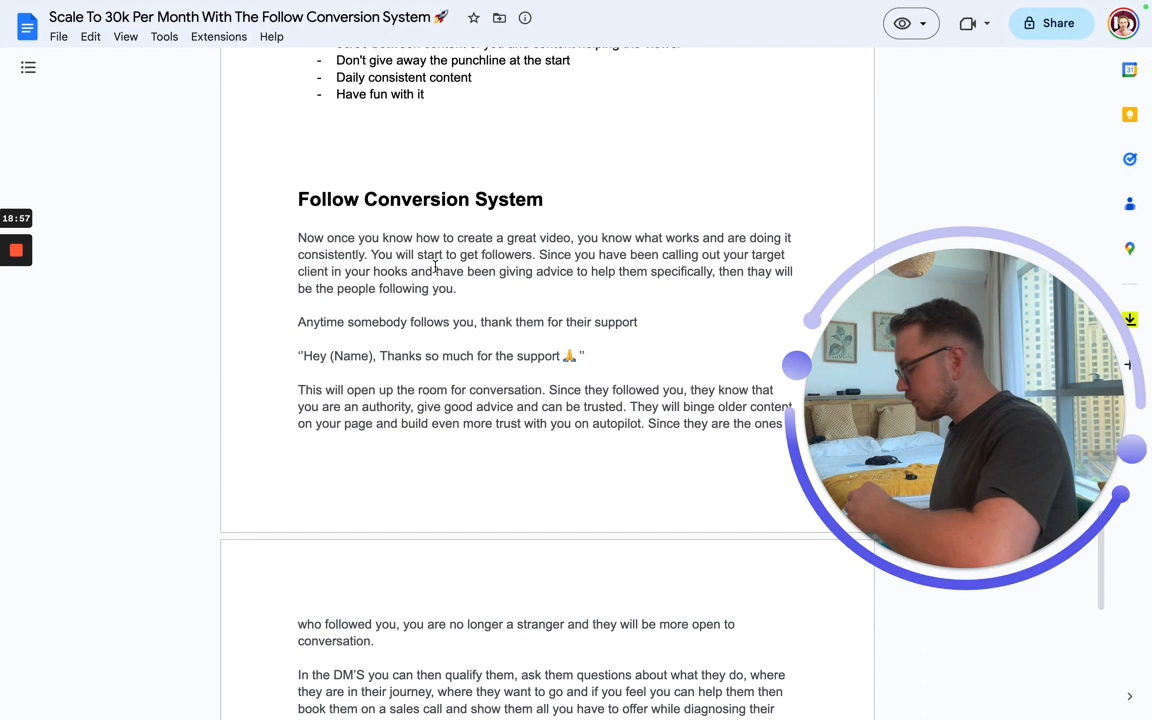 Scale To 30k Per Month With The Follow Conversion System 🚀
File Edit View Tools Extensions Help
Share
- Don't give away the punchline at the start
- Daily consistent content
- Have fun with it
Follow Conversion System
Now once you know how to create a great video, you know what works and are doing it
consistently. You will start to get followers. Since you have been calling out your target
client in your hooks and have been giving advice to help them specifically, then thay will
be the people following you.
18:57
Anytime somebody follows you, thank them for their support
‘’Hey (Name), Thanks so much for the support 🙏 ’’
This will open up the room for conversation. Since they followed you, they know that
you are an authority, give good advice and can be trusted. They will binge older content
on your page and build even more trust with you on autopilot. Since they are the ones
who followed you, you are no longer a stranger and they will be more open to
conversation.
In the DM’S you can then qualify them, ask them questions about what they do, where
they are in their journey, where they want to go and if you feel you can help them then
book them on a sales call and show them all you have to offer while diagnosing their
31